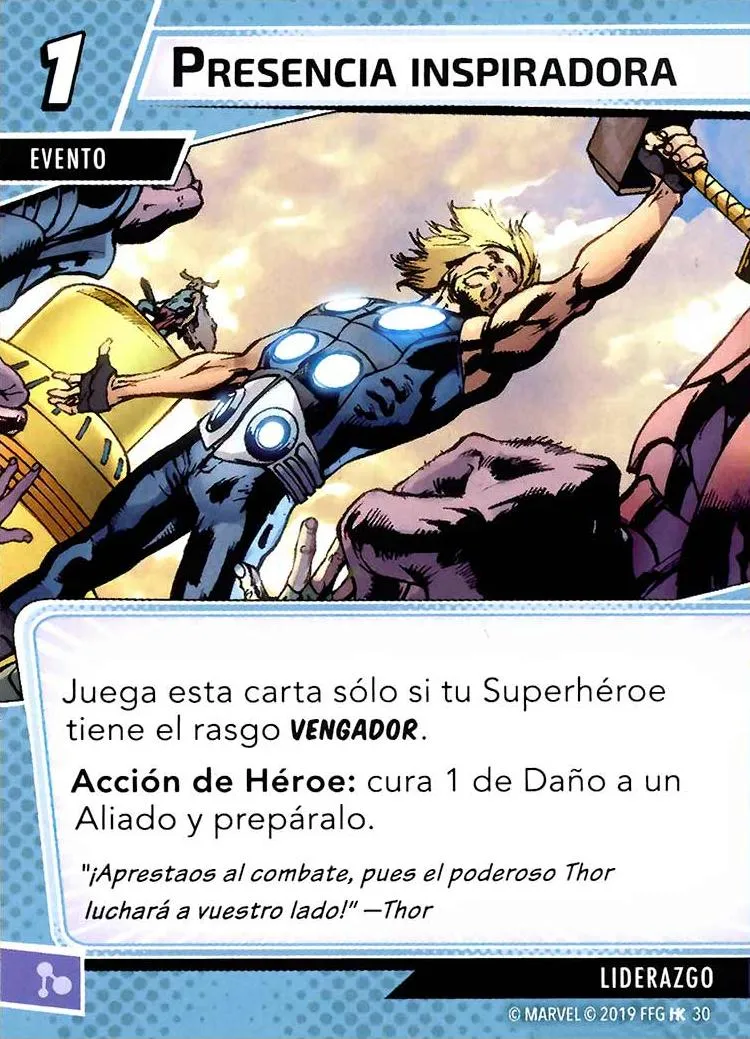 1
PRESENCIA INSPIRADORA
EVENTO
Juega esta carta sólo si tu Superhéroe
tiene el rasgo VENGADOR.
Acción de Héroe: cura 1 de Daño a un
Aliado y prepáralo.
"¡Aprestaos al combate, pues el poderoso Thor
luchará a vuestro lado!" —Thor
LIDERAZGO
© MARVEL © 2019 FFG HK 30